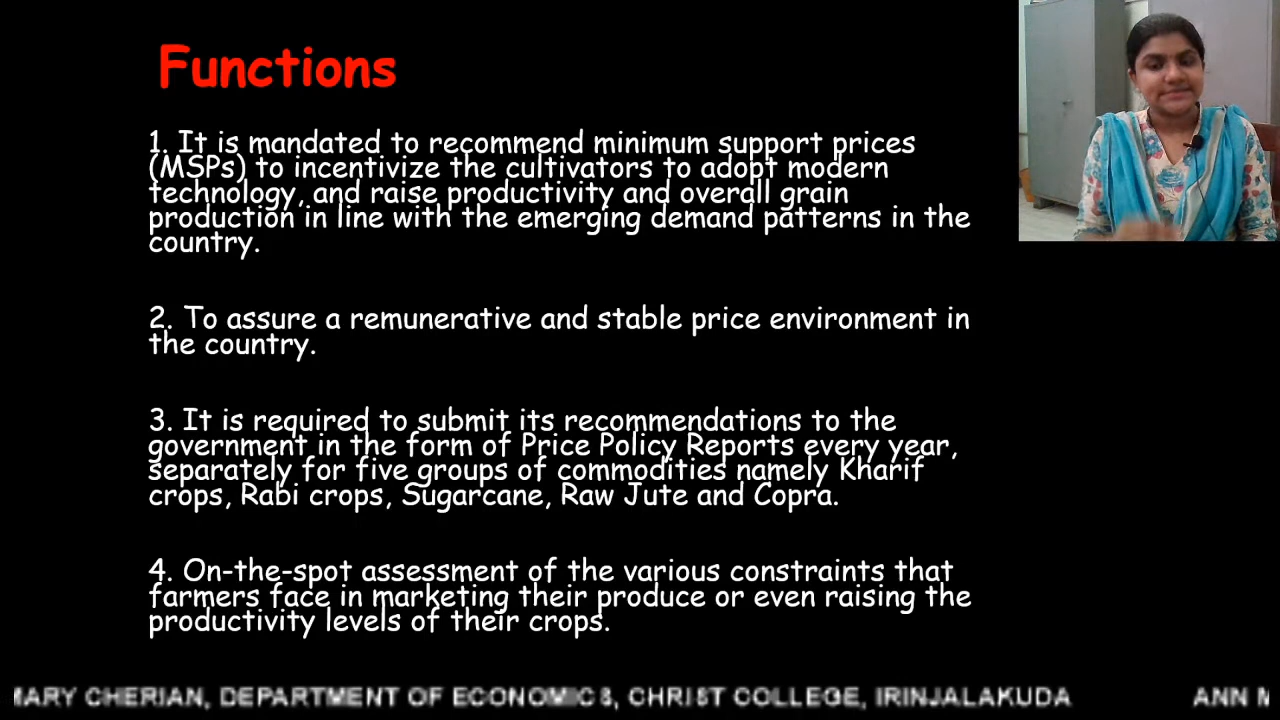 Functions
1. It is mandated to recommend minimum support prices
(MSPs) to incentivize the cultivators to adopt modern
technology, and raise productivity and overall grain
production in line with the emerging demand patterns in the
country.
2. To assure a remunerative and stable price environment in
the country.
3. It is required to submit its recommendations to the
government in the form of Price Policy Reports every year,
separately for five groups of commodities namely Kharif
crops, Rabi crops, Sugarcane, Raw Jute and Copra.
4. On-the-spot assessment of the various constraints that
farmers face in marketing their produce or even raising the
productivity levels of their crops.
MARY CHERIAN, DEPARTMENT OF ECONOMICS, CHRIST COLLEGE, IRINJALAKUDA ANN M